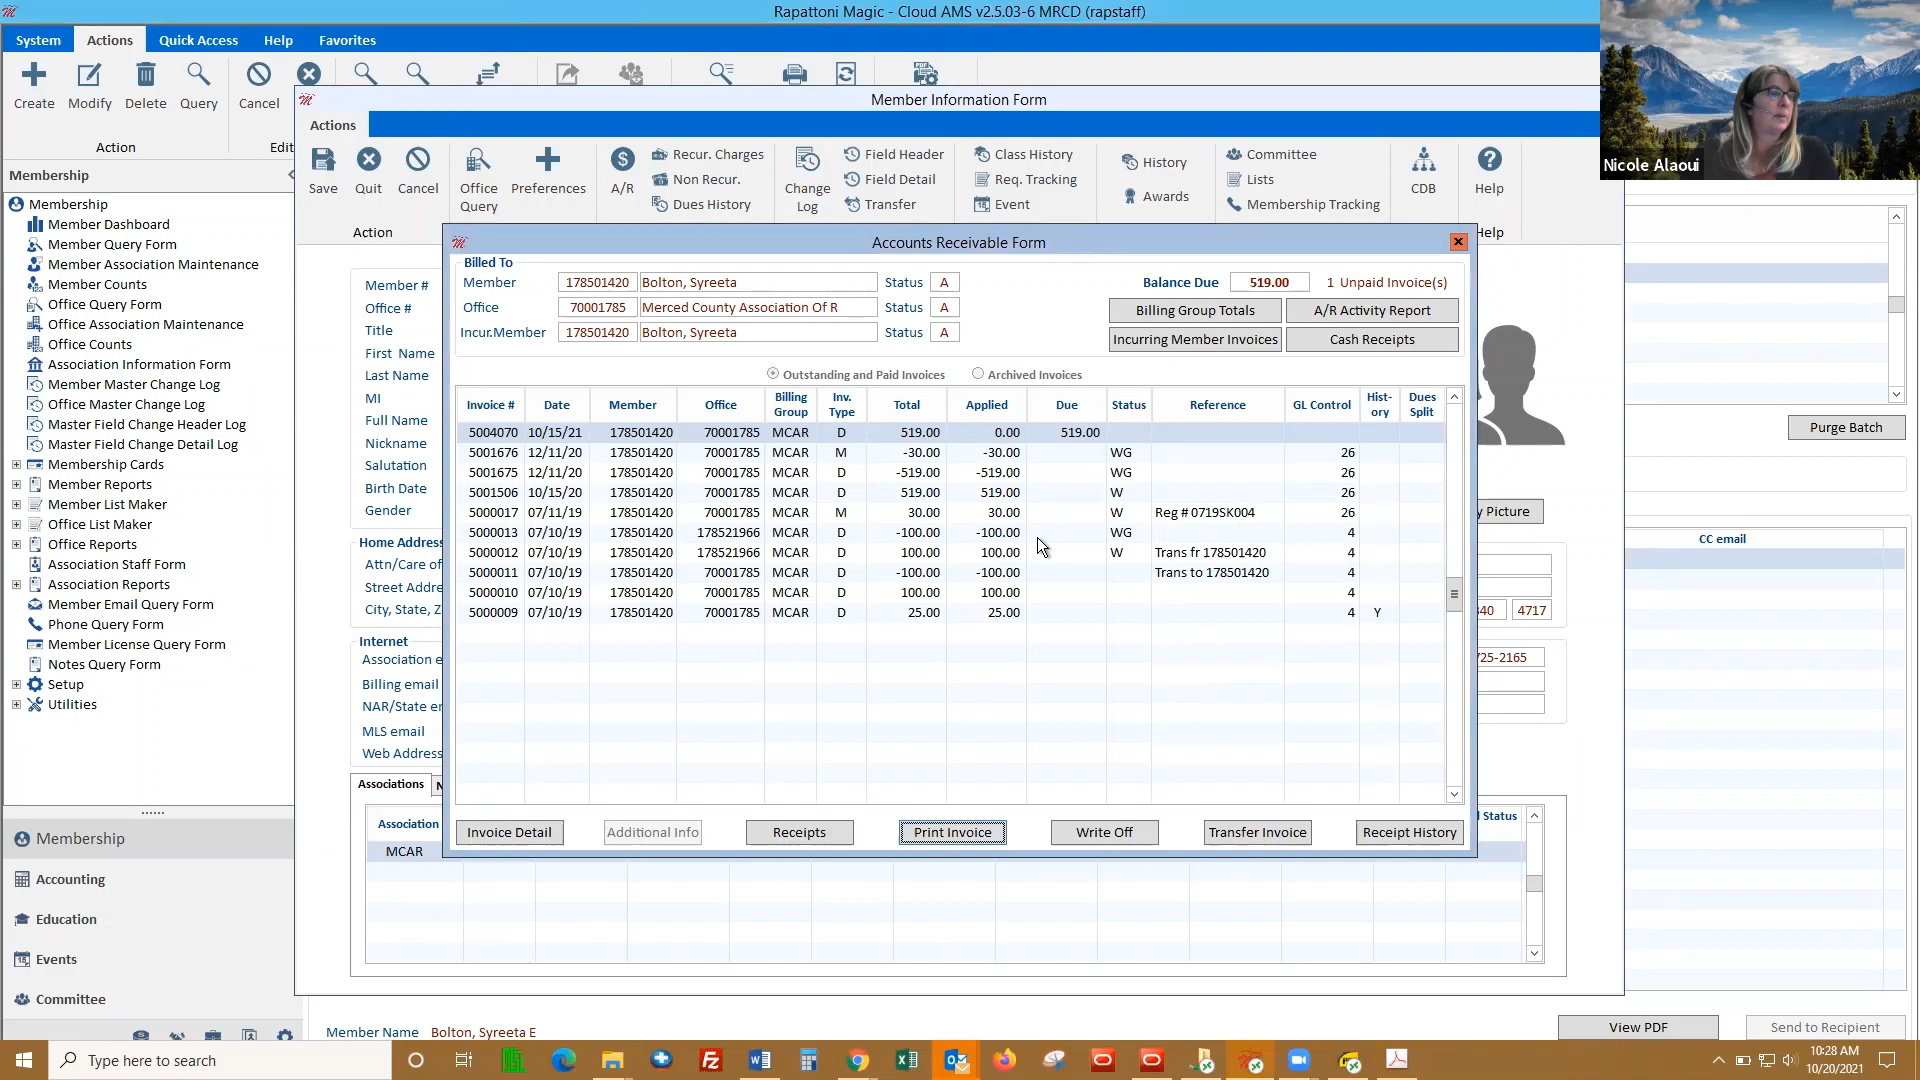 Rapattoni Magic - Cloud AMS v2.5.03-6 MRCD (rapstaff)
System Actions Quick Access Help Favorites
Create Modify Delete Query Cancel
Action Edit
Member Information Form
Actions
Save Quit Cancel Office Query Preferences A/R
Recur. Charges
Non Recur.
Dues History
Change Log
Field Header
Field Detail
Transfer
Class History
Req. Tracking
Event
History
Awards
Committee
Lists
Membership Tracking
CDB
Help
Action
Help
Nicole Alaoui
Membership
Membership
Member Dashboard
Member Query Form
Member Association Maintenance
Member Counts
Office Query Form
Office Association Maintenance
Office Counts
Association Information Form
Member Master Change Log
Office Master Change Log
Master Field Change Header Log
Master Field Change Detail Log
Membership Cards
Member Reports
Member List Maker
Office List Maker
Office Reports
Association Staff Form
Association Reports
Member Email Query Form
Phone Query Form
Member License Query Form
Notes Query Form
Setup
Utilities
Membership
Accounting
Education
Events
Committee
Member #
Office #
Title
First Name
Last Name
MI
Full Name
Nickname
Salutation
Birth Date
Gender
Home Address
Attn/Care of
Street Addre
City, State, Z
Internet
Association e
Billing email
NAR/State er
MLS email
Web Address
Associations
Association
MCAR
l Status
Accounts Receivable Form
Billed To
Member 178501420 Bolton, Syreeta Status A
Office 70001785 Merced County Association Of R Status A
Incur.Member 178501420 Bolton, Syreeta Status A
Balance Due 519.00 1 Unpaid Invoice(s)
Billing Group Totals A/R Activity Report
Incurring Member Invoices Cash Receipts
Outstanding and Paid Invoices Archived Invoices
Invoice # Date Member Office Billing Group Inv. Type Total Applied Due Status Reference GL Control Hist-ory Dues Split
5004070 10/15/21 178501420 70001785 MCAR D 519.00 0.00 519.00
5001676 12/11/20 178501420 70001785 MCAR M -30.00 -30.00 WG 26
5001675 12/11/20 178501420 70001785 MCAR D -519.00 -519.00 WG 26
5001506 10/15/20 178501420 70001785 MCAR D 519.00 519.00 W 26
5000017 07/11/19 178501420 70001785 MCAR M 30.00 30.00 W Reg # 0719SK004 26
5000013 07/10/19 178501420 178521966 MCAR D -100.00 -100.00 WG 4
5000012 07/10/19 178501420 178521966 MCAR D 100.00 100.00 W Trans fr 178501420 4
5000011 07/10/19 178501420 70001785 MCAR D -100.00 -100.00 Trans to 178501420 4
5000010 07/10/19 178501420 70001785 MCAR D 100.00 100.00 4
5000009 07/10/19 178501420 70001785 MCAR D 25.00 25.00 4 Y
Invoice Detail Additional Info Receipts Print Invoice Write Off Transfer Invoice Receipt History
Purge Batch
y Picture
CC email
340 4717
725-2165
Member Name Bolton, Syreeta E
View PDF Send to Recipient
Type here to search
10:28 AM
10/20/2021